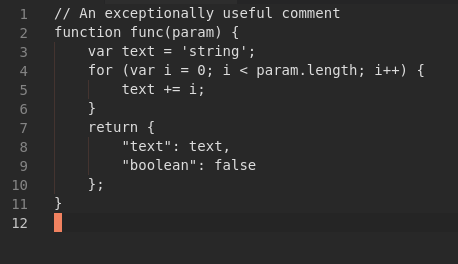 1 // An exceptionally useful comment
2 function func(param) {
3     var text = 'string';
4     for (var i = 0; i < param.length; i++) {
5         text += i;
6     }
7     return {
8         "text": text,
9         "boolean": false
10     };
11 }
12